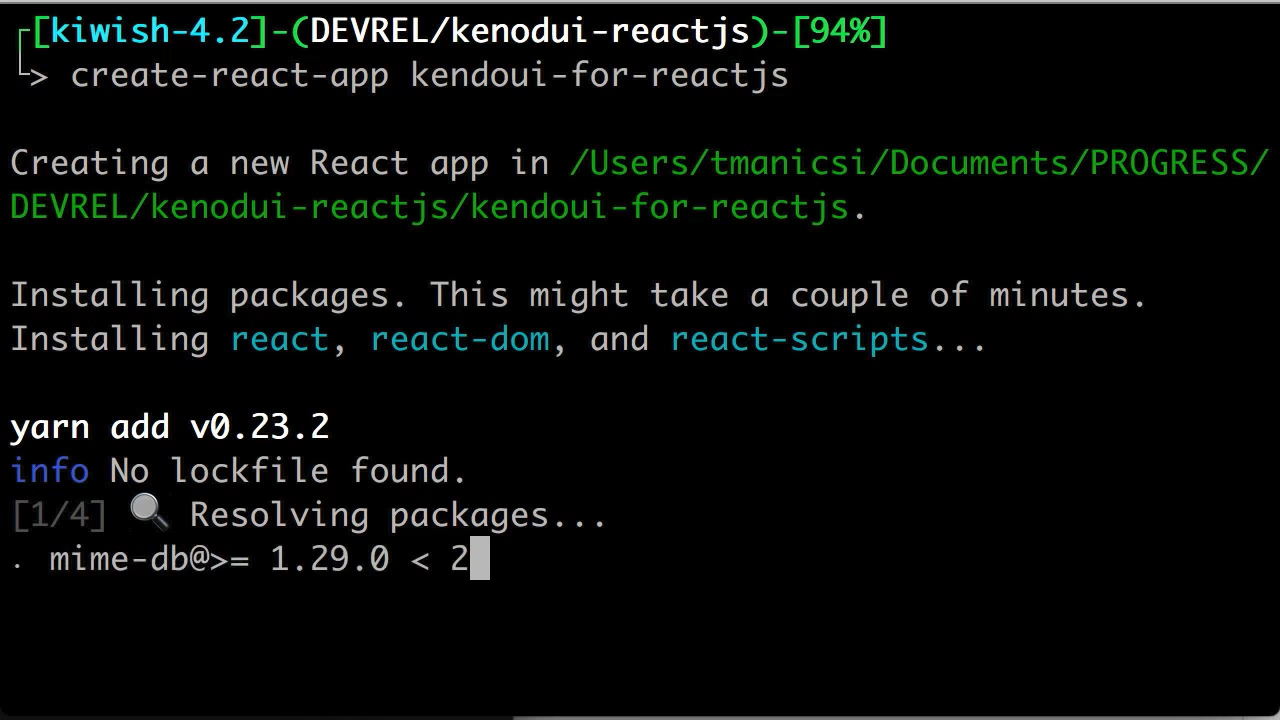 [kiwish-4.2]-(DEVREL/kenodui-reactjs)-[94%]
> create-react-app kendoui-for-reactjs
Creating a new React app in /Users/tmanicsi/Documents/PROGRESS/
DEVREL/kenodui-reactjs/kendoui-for-reactjs.
Installing packages. This might take a couple of minutes.
Installing react, react-dom, and react-scripts...
yarn add v0.23.2
info No lockfile found.
[1/4] 🔍 Resolving packages...
. mime-db@>= 1.29.0 < 2